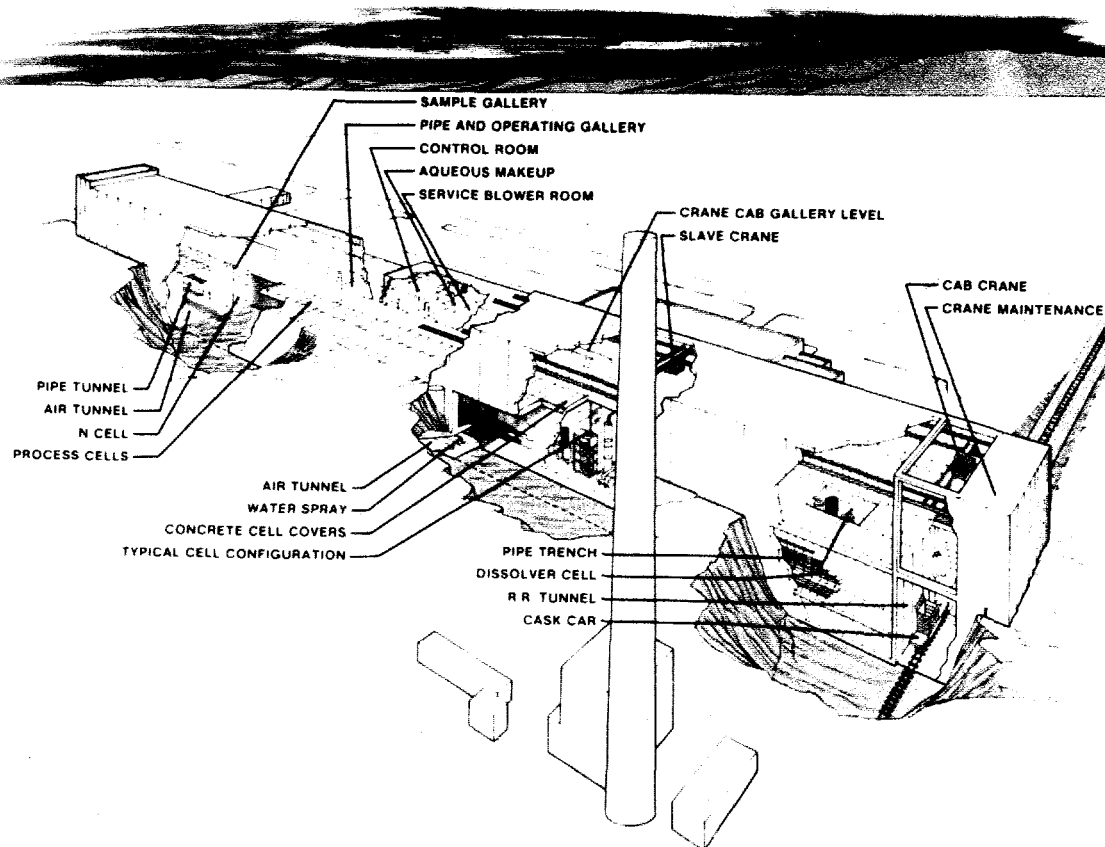 SAMPLE GALLERY
PIPE AND OPERATING GALLERY
CONTROL ROOM
AQUEOUS MAKEUP
SERVICE BLOWER ROOM
CRANE CAB GALLERY LEVEL
SLAVE CRANE
CAB CRANE
CRANE MAINTENANCE
PIPE TUNNEL
AIR TUNNEL
N CELL
PROCESS CELLS
AIR TUNNEL
WATER SPRAY
CONCRETE CELL COVERS
TYPICAL CELL CONFIGURATION
PIPE TRENCH
DISSOLVER CELL
R R TUNNEL
CASK CAR